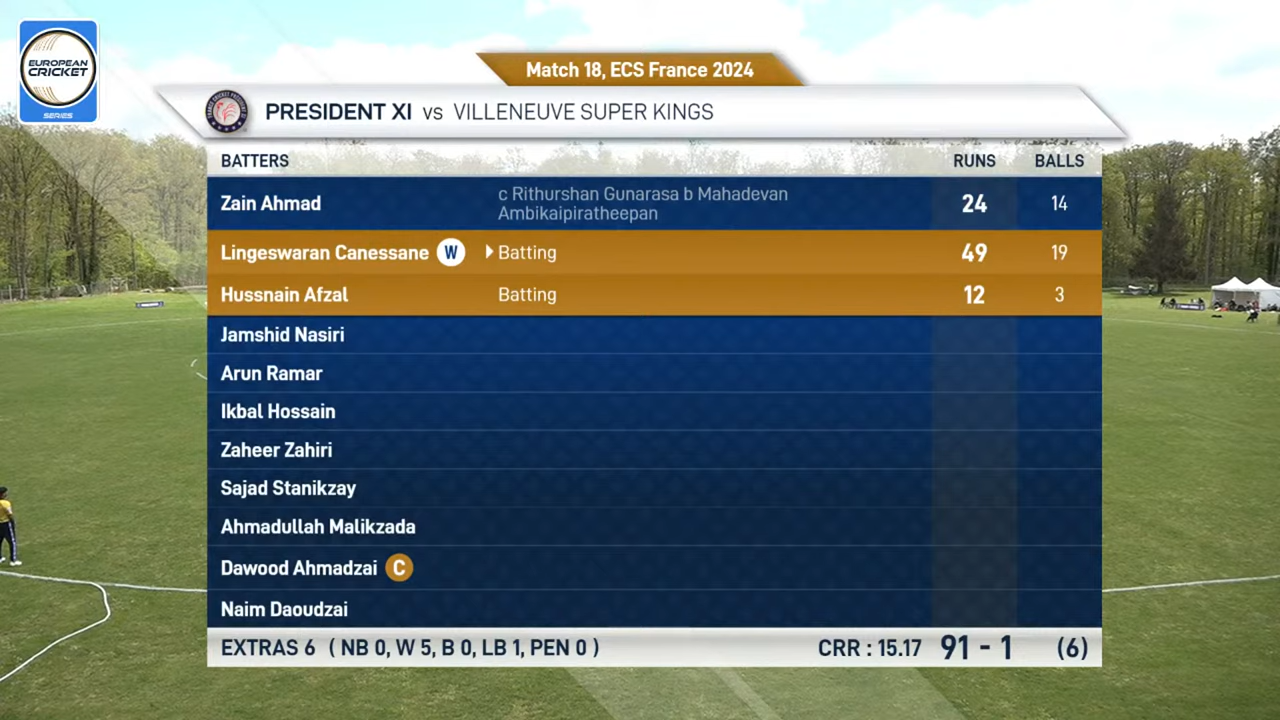 EUROPEAN
CRICKET
SERIES
Match 18, ECS France 2024
PRESIDENT XI vs VILLENEUVE SUPER KINGS
BATTERS RUNS BALLS
Zain Ahmad c Rithurshan Gunarasa b Mahadevan Ambikaipiratheepan 24 14
Lingeswaran Canessane W Batting 49 19
Hussnain Afzal Batting 12 3
Jamshid Nasiri
Arun Ramar
Ikbal Hossain
Zaheer Zahiri
Sajad Stanikzay
Ahmadullah Malikzada
Dawood Ahmadzai C
Naim Daoudzai
EXTRAS 6 ( NB 0, W 5, B 0, LB 1, PEN 0 ) CRR : 15.17 91 - 1 (6)